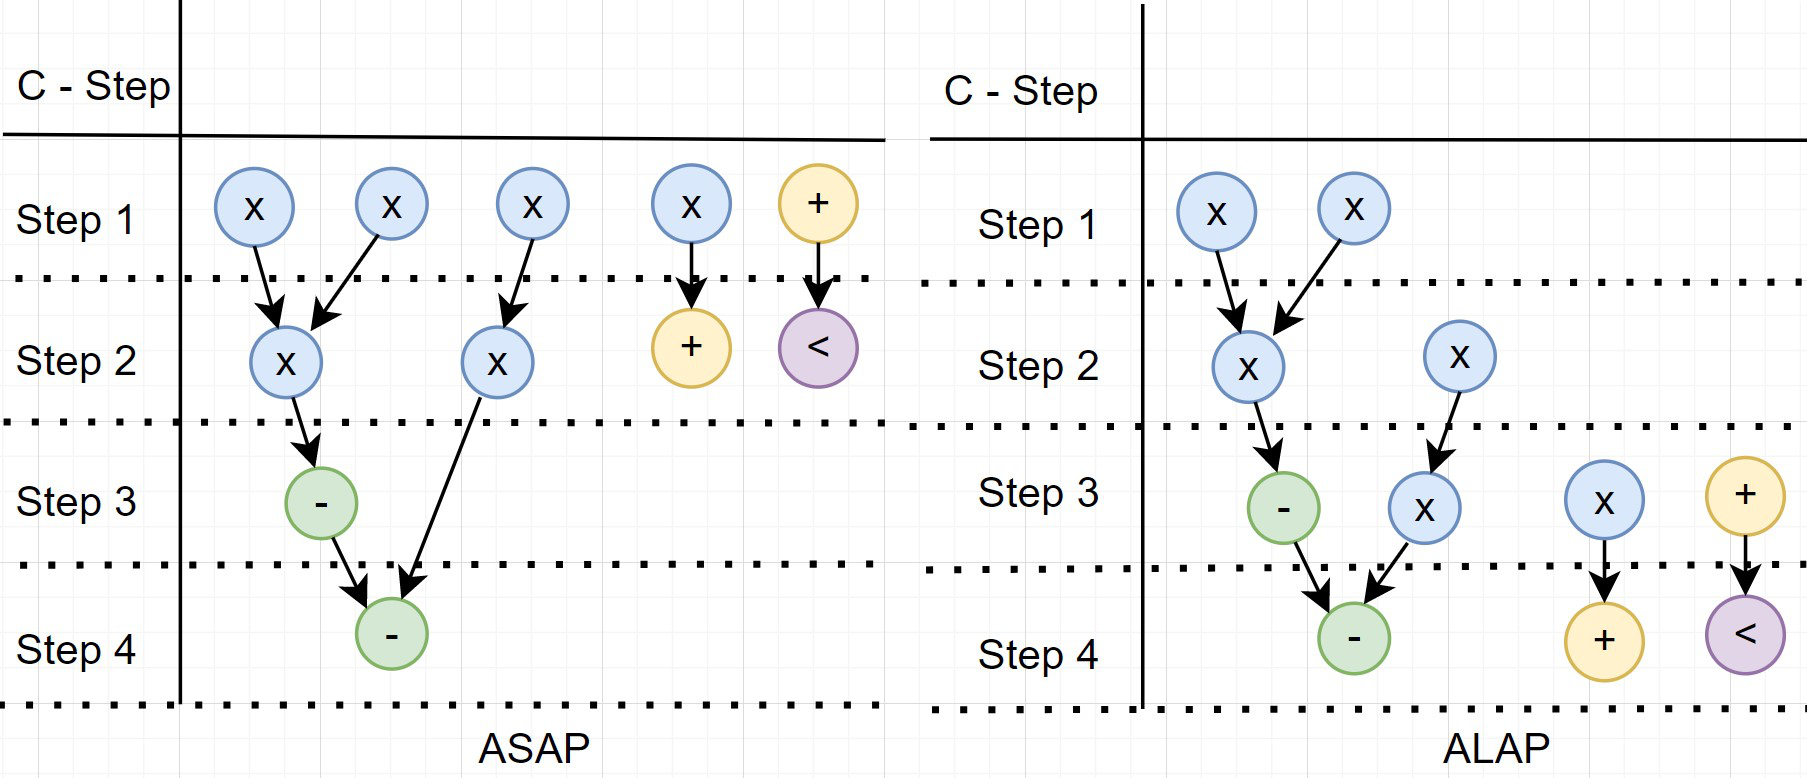 C - Step
Step 1
x x x x +
Step 2
x x + <
Step 3
-
Step 4
-
ASAP
C - Step
Step 1
x x
Step 2
x x
Step 3
- x x +
Step 4
- + <
ALAP